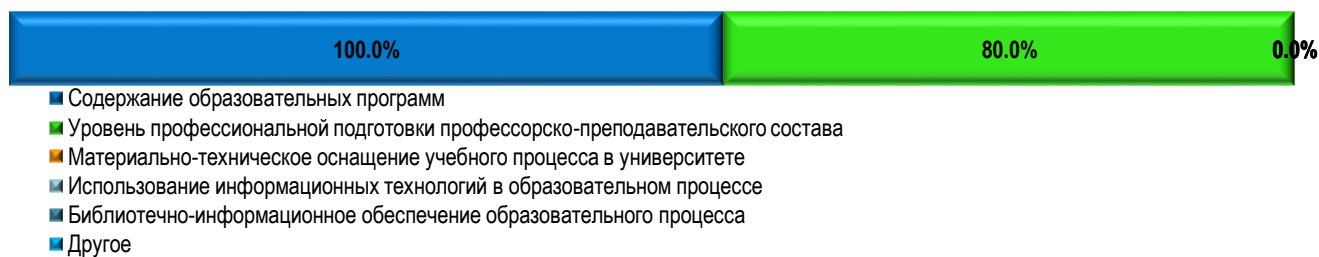 100.0% 80.0% 0.0%
Содержание образовательных программ
Уровень профессиональной подготовки профессорско-преподавательского состава
Материально-техническое оснащение учебного процесса в университете
Использование информационных технологий в образовательном процессе
Библиотечно-информационное обеспечение образовательного процесса
Другое